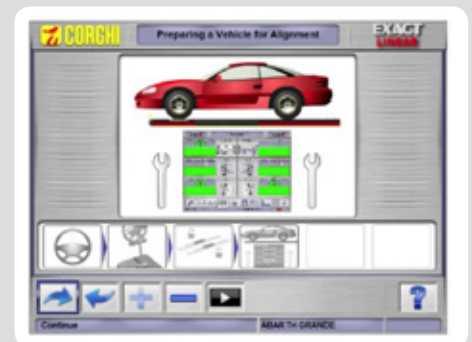 CORGHI
Preparing a Vehicle for Alignment
EXACT
LINEAR
?
Continue
ABARTH GRANDE